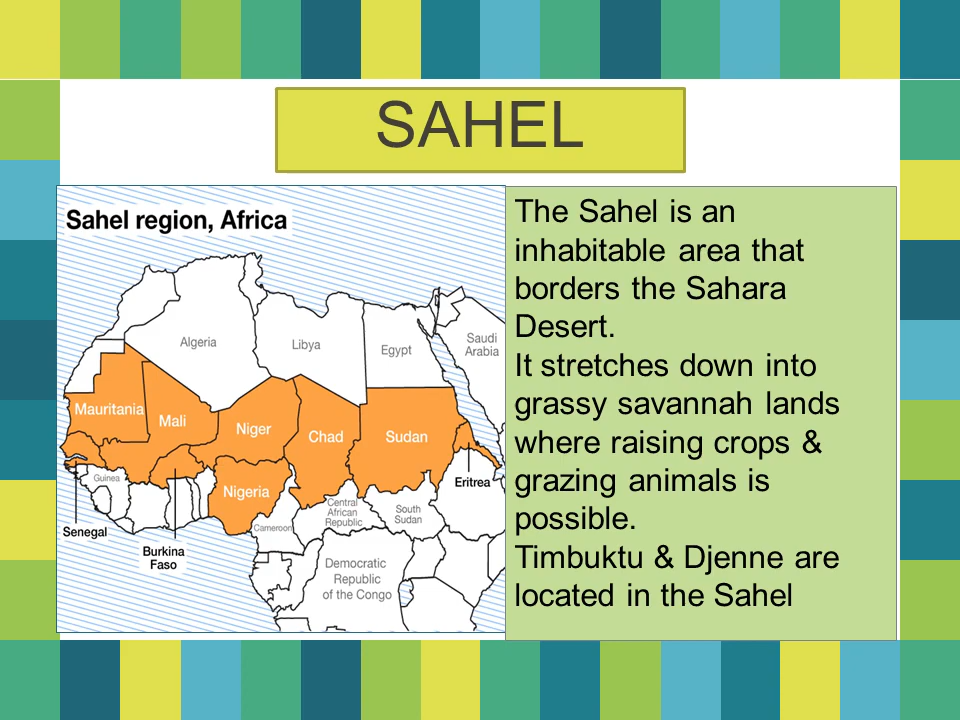 SAHEL
Sahel region, Africa
Algeria
Libya
Egypt
Saudi
Arabia
Mauritania
Mali
Niger
Chad
Sudan
Guinea
Nigeria
Eritrea
Senegal
Burkina
Faso
Cameroon
Central
African
Republic
South
Sudan
Democratic
Republic
of the Congo
The Sahel is an
inhabitable area that
borders the Sahara
Desert.
It stretches down into
grassy savannah lands
where raising crops &
grazing animals is
possible.
Timbuktu & Djenne are
located in the Sahel